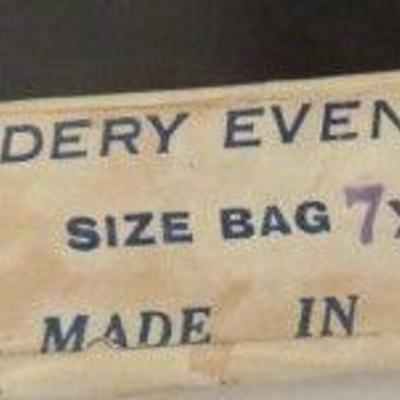 DERY EVEN
SIZE BAG 7
MADE IN